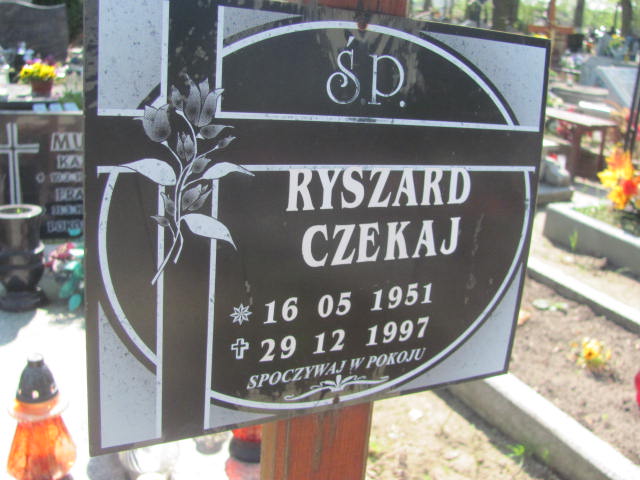 Ś.P.
RYSZARD
CZEKAJ
16 05 1951
29 12 1997
SPOCZYWAJ W POKOJU